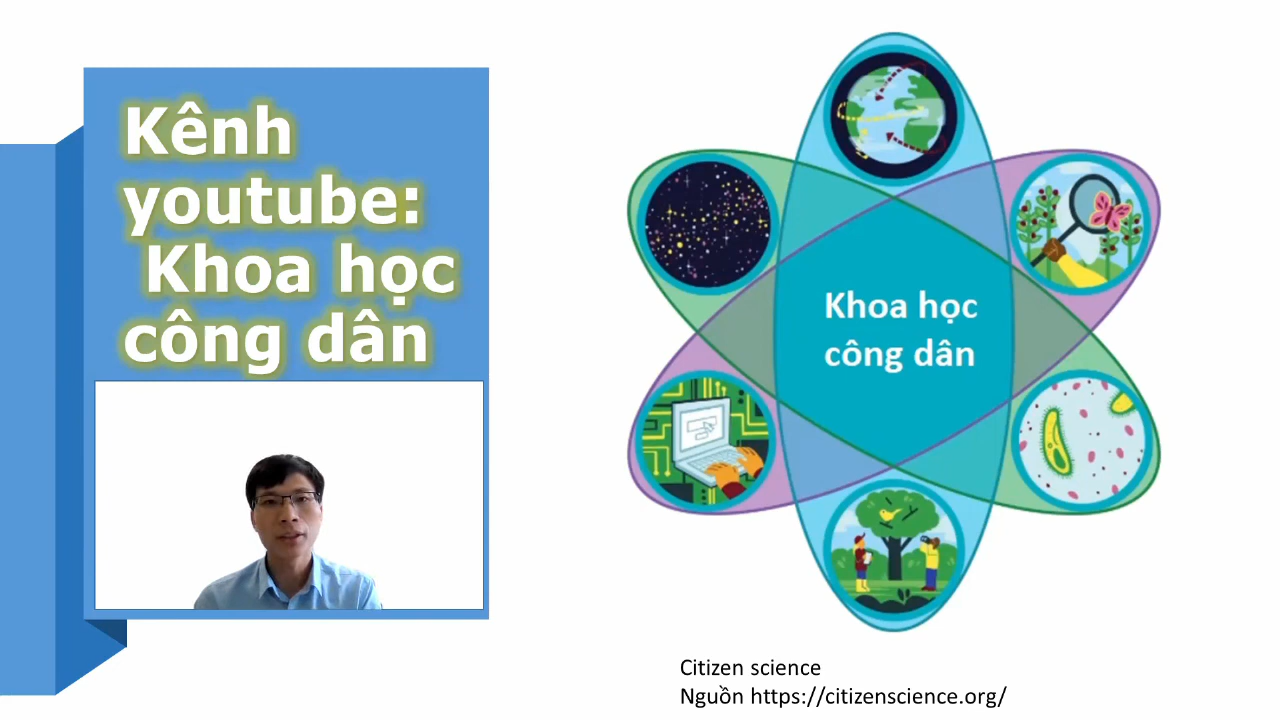 Kênh
youtube:
Khoa học
công dân
Khoa học
công dân
Citizen science
Nguồn https://citizenscience.org/